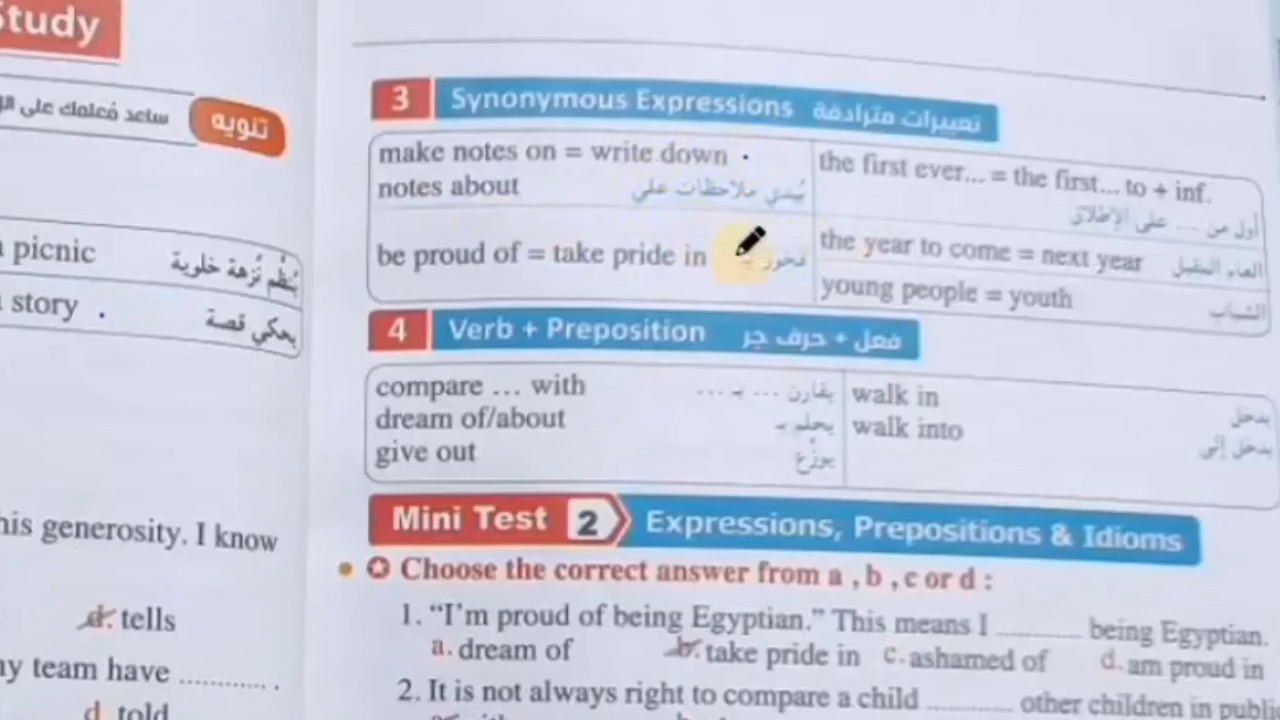 Study
تنويه
ساعد مُعلمك على
picnic يُنظِّم نُزهة خلوية
story . يحكي قصة
his generosity. I know
d. tells
my team have ............ .
d told
3 Synonymous Expressions تعبيرات مترادفة
make notes on = write down
notes about يُبدي ملاحظات على
be proud of = take pride in فخور بـ
the first ever... = the first... to + inf.
أول من ... على الإطلاق
the year to come = next year العام المقبل
young people = youth الشباب
4 Verb + Preposition فعل + حرف جر
compare ... with يقارن ... بـ ...
dream of/about يحلم بـ
give out يوزِّع
walk in يدخل
walk into يدخل إلى
Mini Test 2 Expressions, Prepositions & Idioms
Choose the correct answer from a , b , c or d :
1. “I’m proud of being Egyptian.” This means I .......... being Egyptian.
a. dream of b. take pride in c. ashamed of d. am proud in
2. It is not always right to compare a child .......... other children in public